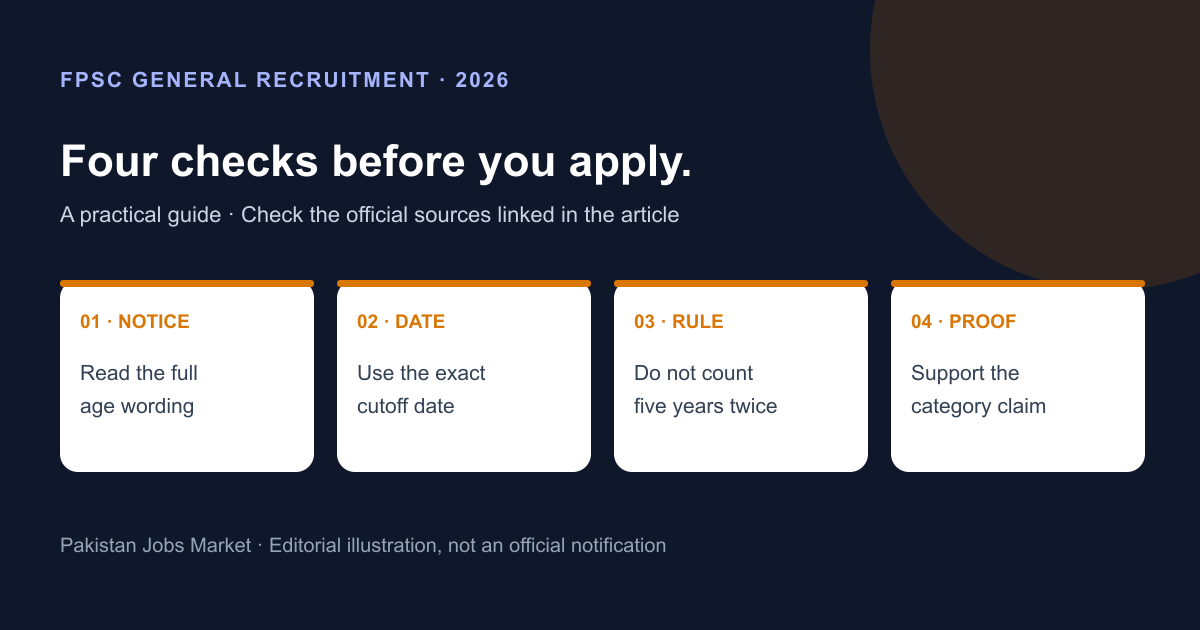 FPSC GENERAL RECRUITMENT · 2026
Four checks before you apply.
A practical guide · Check the official sources linked in the article
01 · NOTICE
Read the full
age wording
02 · DATE
Use the exact
cutoff date
03 · RULE
Do not count
five years twice
04 · PROOF
Support the
category claim
Pakistan Jobs Market · Editorial illustration, not an official notification